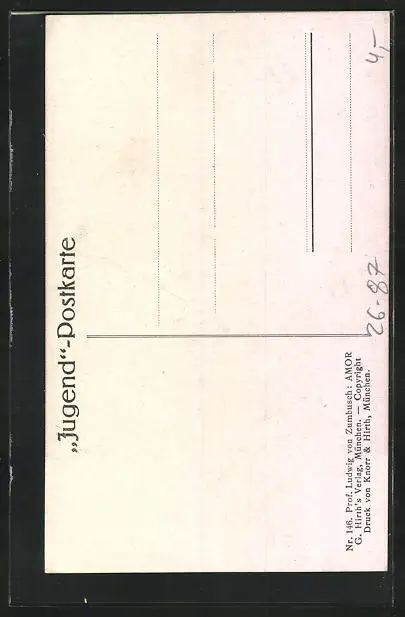 „Jugend“-Postkarte
Nr. 146. Prof. Ludwig von Zumbusch: AMOR
G. Hirth's Verlag, München. — Copyright
Druck von Knorr & Hirth, München.
26-87
4,-